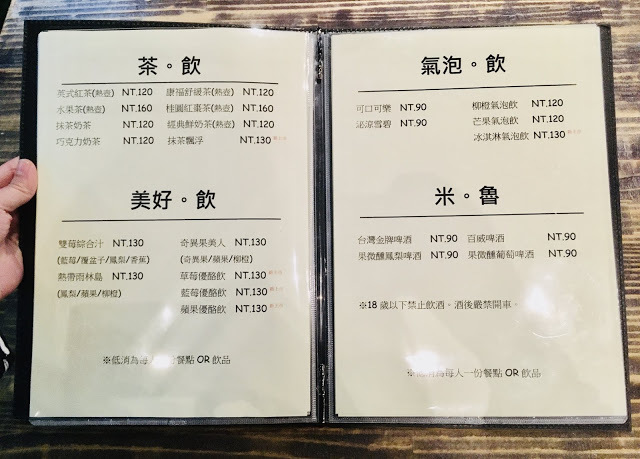 茶。飲
英式紅茶(熱壺) NT.120 康福舒緩茶(熱壺) NT.120
水果茶(熱壺) NT.160 桂圓紅棗茶(熱壺) NT.160
抹茶奶茶 NT.120 經典鮮奶茶(熱壺) NT.120
巧克力奶茶 NT.120 抹茶飄浮 NT.130
美好。飲
雙莓綜合汁 NT.130 奇異果美人 NT.130
(藍莓/覆盆子/鳳梨/香蕉) (奇異果/蘋果/柳橙)
熱帶雨林島 NT.130 草莓優酪飲 NT.130
(鳳梨/蘋果/柳橙) 藍莓優酪飲 NT.130
蘋果優酪飲 NT.130
※低消為每人一份餐點 OR 飲品
氣泡。飲
可口可樂 NT.90 柳橙氣泡飲 NT.120
泌涼雪碧 NT.90 芒果氣泡飲 NT.120
冰淇淋氣泡飲 NT.130
米。魯
台灣金牌啤酒 NT.90 百威啤酒 NT.90
果微醺鳳梨啤酒 NT.90 果微醺葡萄啤酒 NT.90
※18 歲以下禁止飲酒。酒後嚴禁開車。
※低消為每人一份餐點 OR 飲品